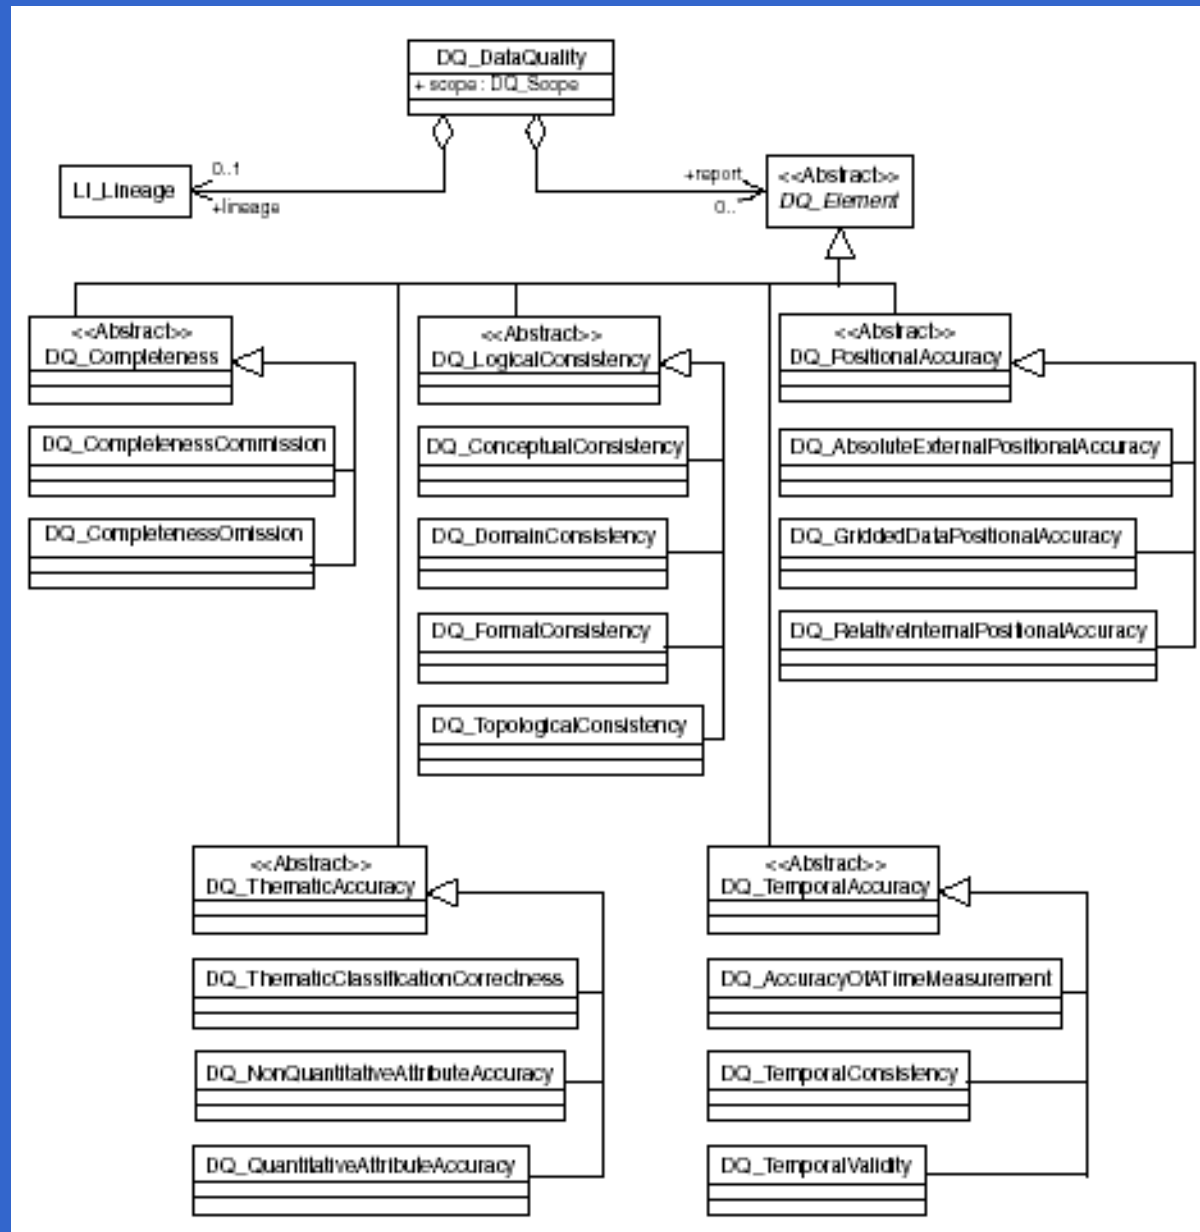 DQ_DataQuality
+ scope : DQ_Scope
LI_Lineage
0..1
+lineage
+report
0..
<<Abstract>>
DQ_Element
<<Abstract>>
DQ_Completeness
DQ_CompletenessCommission
DQ_CompletenessOmission
<<Abstract>>
DQ_LogicalConsistency
DQ_ConceptualConsistency
DQ_DomainConsistency
DQ_FormatConsistency
DQ_TopologicalConsistency
<<Abstract>>
DQ_PositionalAccuracy
DQ_AbsoluteExternalPositionalAccuracy
DQ_GriddedDataPositionalAccuracy
DQ_RelativeInternalPositionalAccuracy
<<Abstract>>
DQ_ThematicAccuracy
DQ_ThematicClassificationCorrectness
DQ_NonQuantitativeAttributeAccuracy
DQ_QuantitativeAttributeAccuracy
<<Abstract>>
DQ_TemporalAccuracy
DQ_AccuracyOfATimeMeasurement
DQ_TemporalConsistency
DQ_TemporalValidity